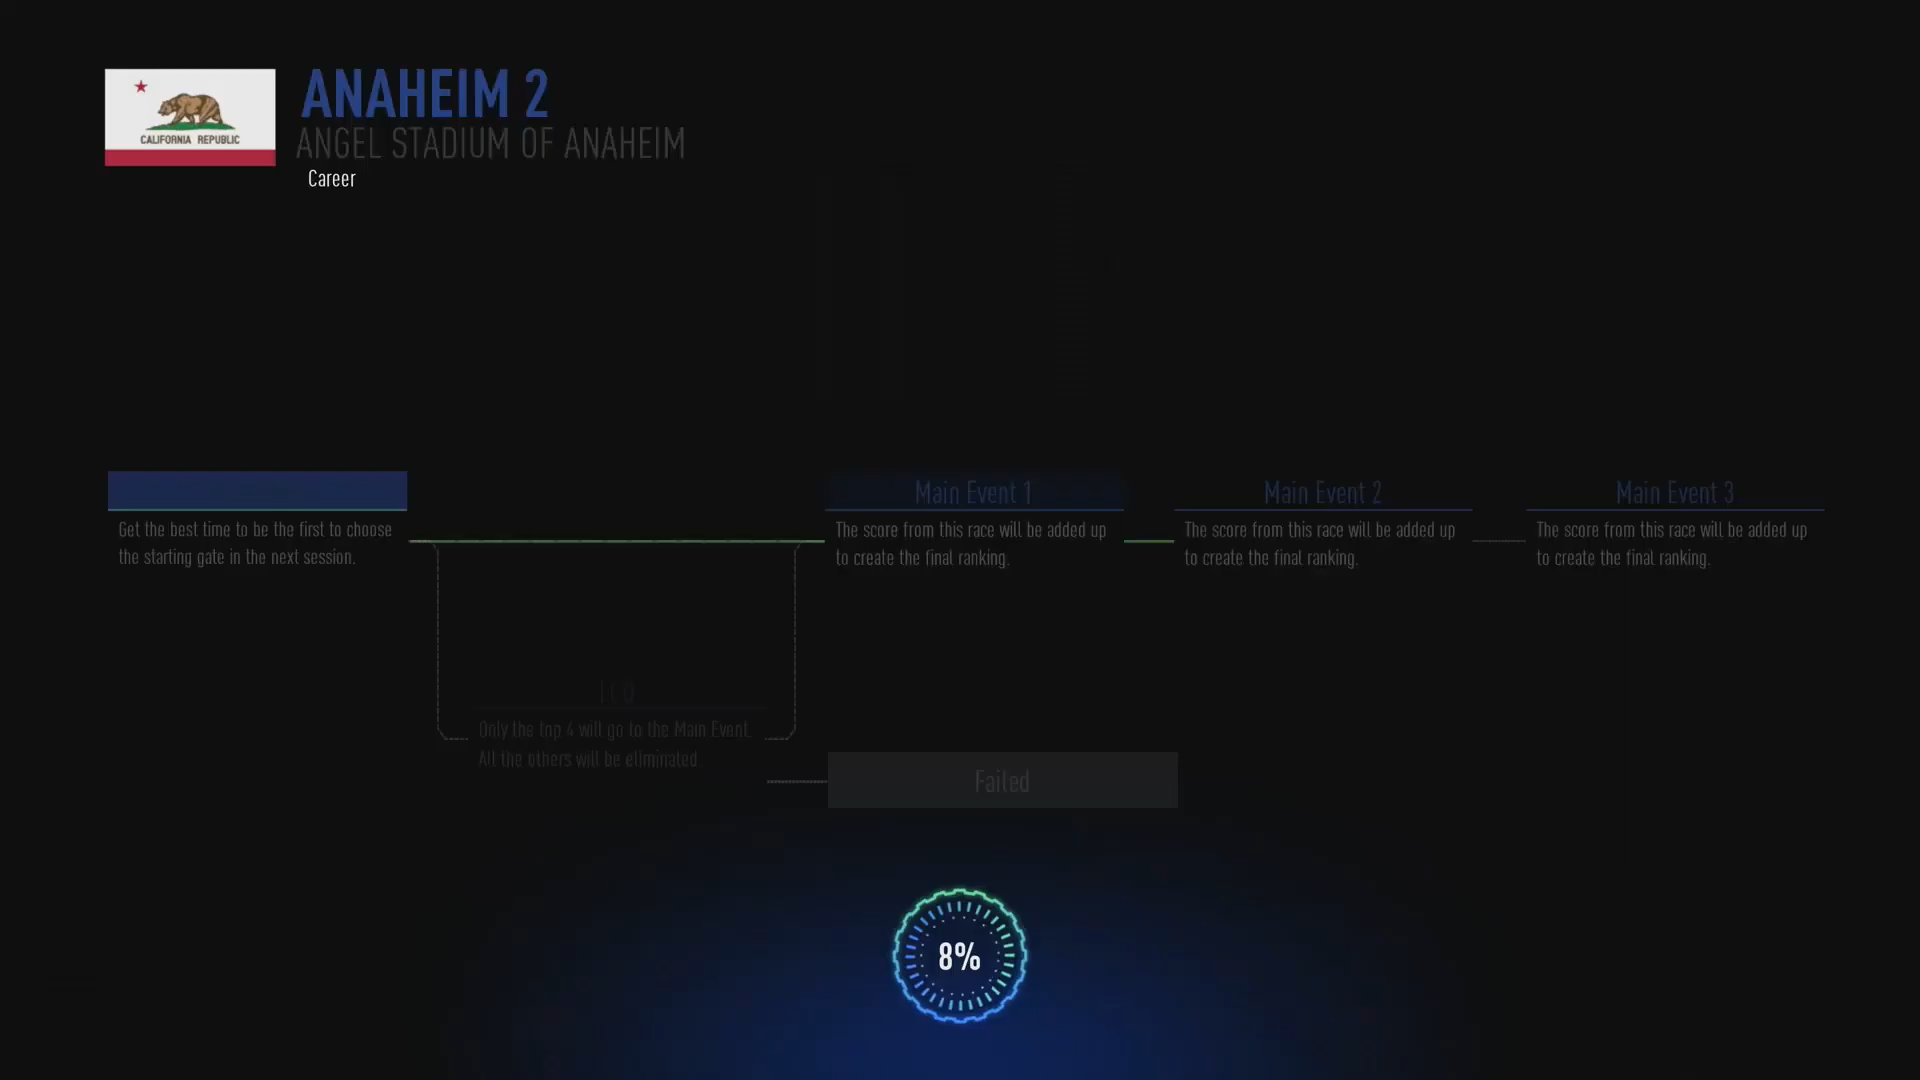 CALIFORNIA REPUBLIC
ANAHEIM 2
ANGEL STADIUM OF ANAHEIM
Career
Get the best time to be the first to choose
the starting gate in the next session.
Main Event 1
The score from this race will be added up
to create the final ranking.
Main Event 2
The score from this race will be added up
to create the final ranking.
Main Event 3
The score from this race will be added up
to create the final ranking.
LCQ
Only the top 4 will go to the Main Event.
All the others will be eliminated.
Failed
8%